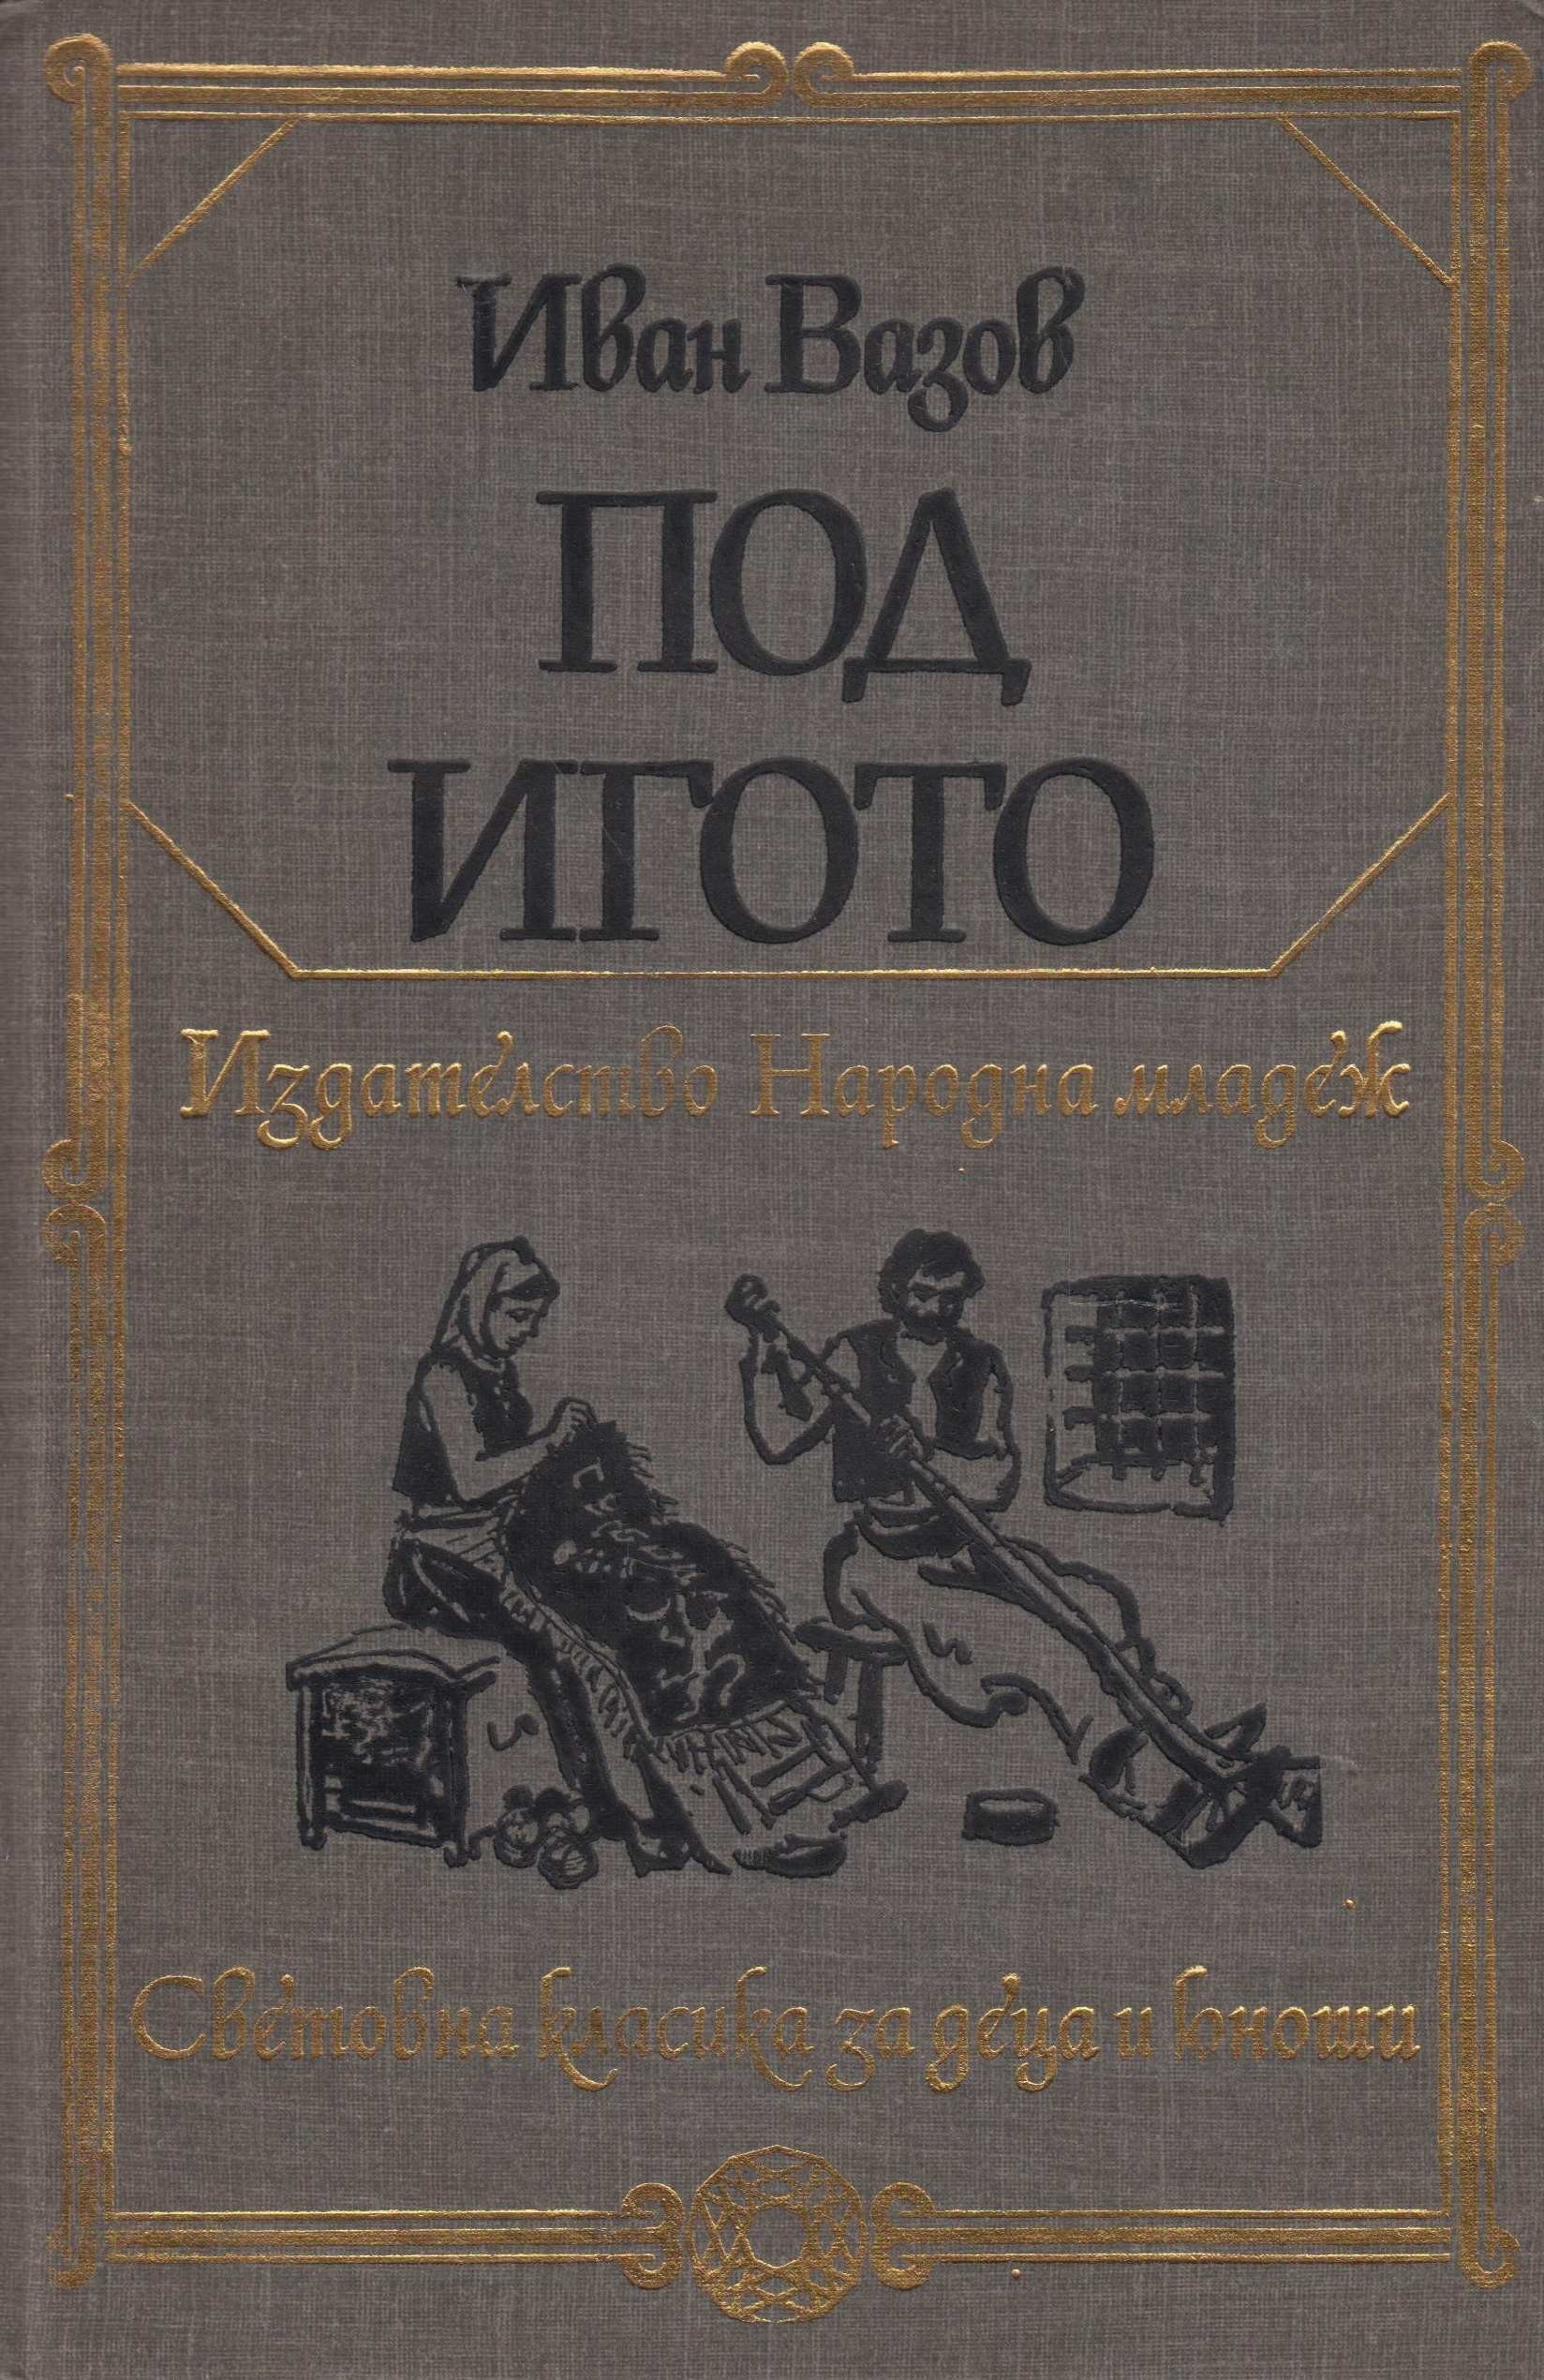 Иван Вазов
ПОД
ИГОТО
Издателство Народна младеж
Световна класика за деца и юноши